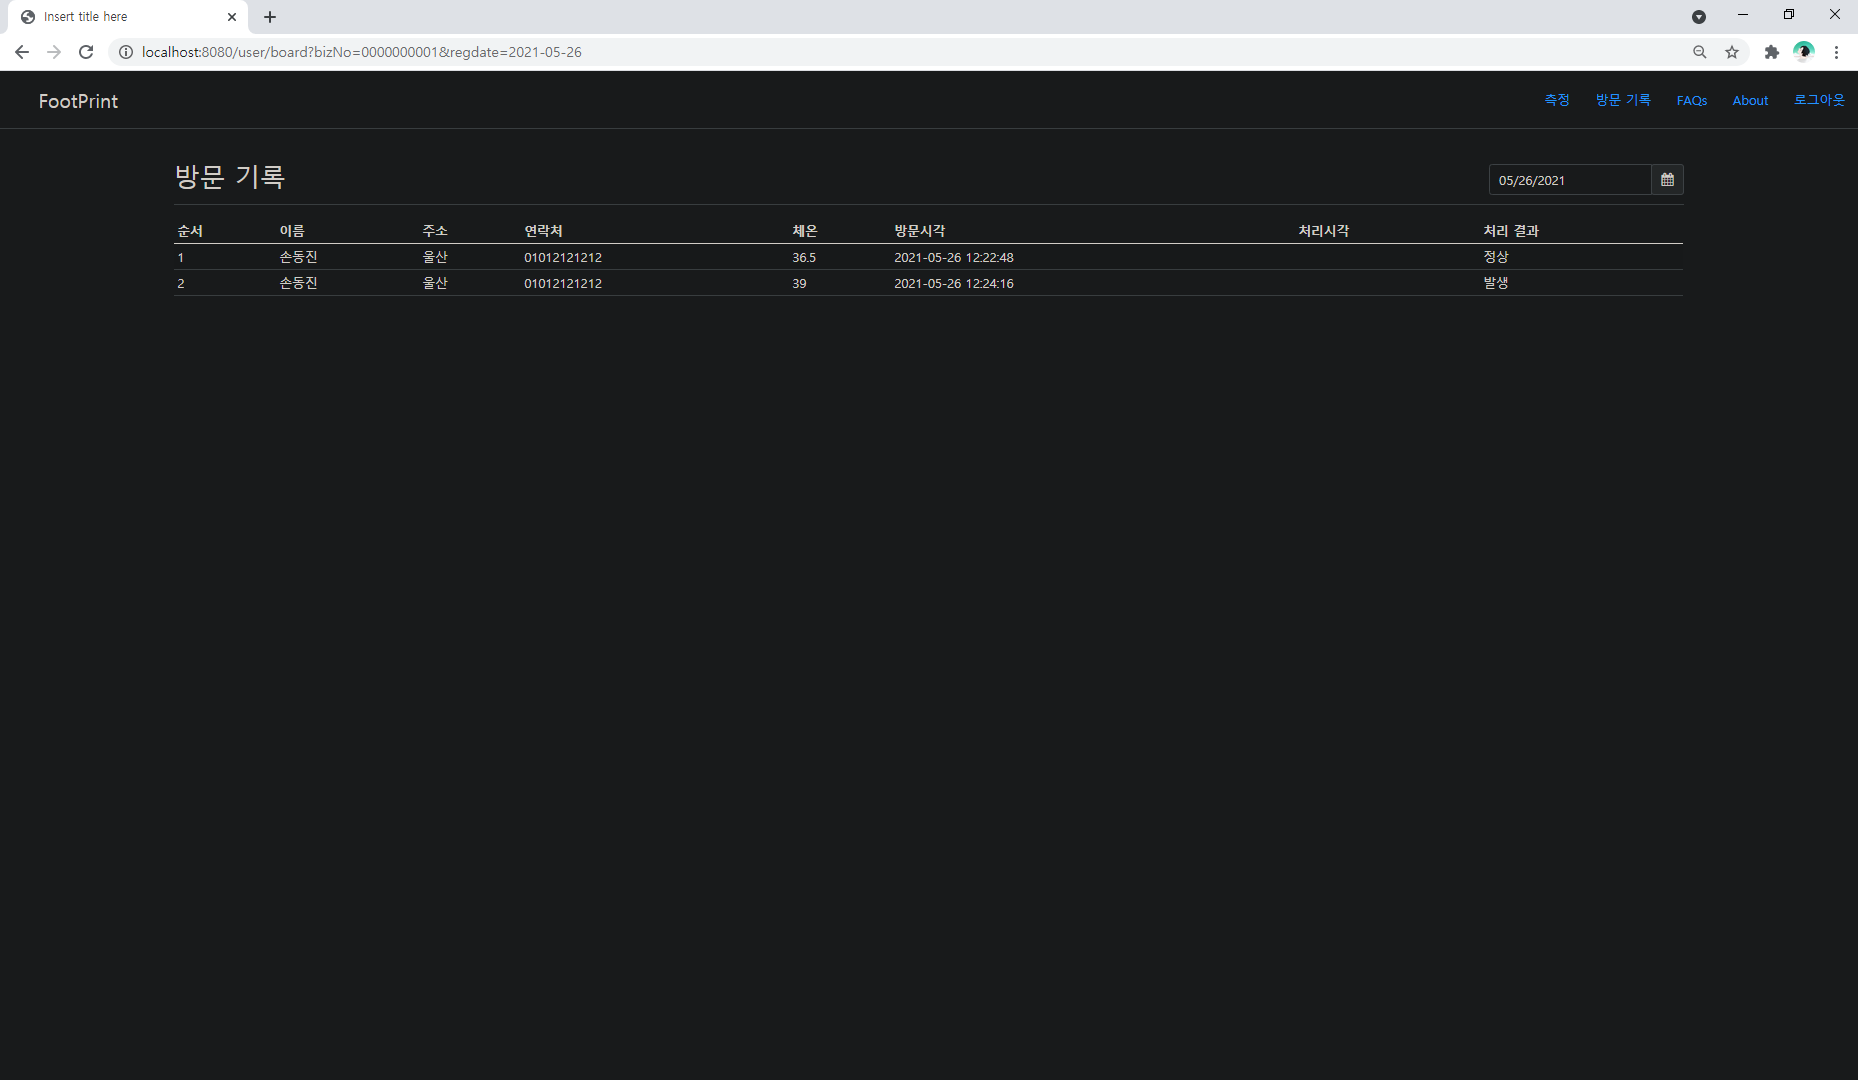 Insert title here
localhost:8080/user/board?bizNo=0000000001&regdate=2021-05-26
FootPrint 측정 방문 기록 FAQs About 로그아웃
방문 기록 05/26/2021
순서 이름 주소 연락처 체온 방문시각 처리시각 처리 결과
1 손동진 울산 01012121212 36.5 2021-05-26 12:22:48 정상
2 손동진 울산 01012121212 39 2021-05-26 12:24:16 발생